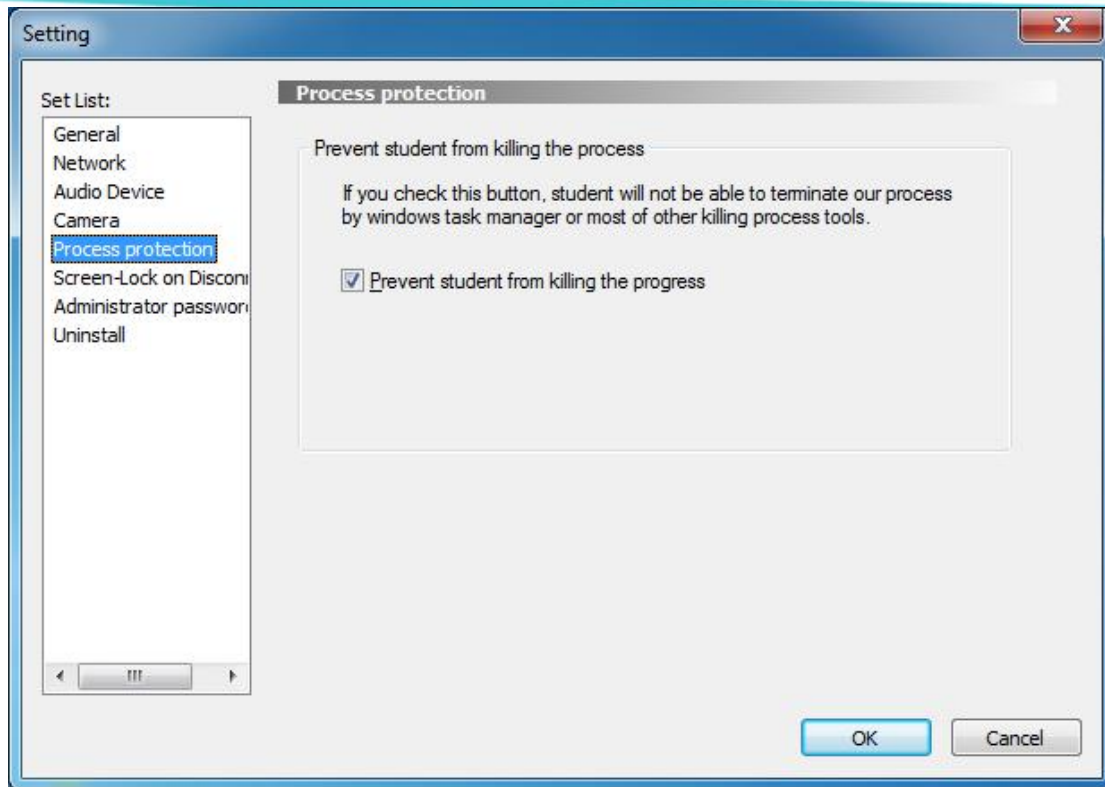 Setting
Set List:
General
Network
Audio Device
Camera
Process protection
Screen-Lock on Disconn
Administrator passwor
Uninstall
Process protection
Prevent student from killing the process
If you check this button, student will not be able to terminate our process
by windows task manager or most of other killing process tools.
Prevent student from killing the progress
OK
Cancel